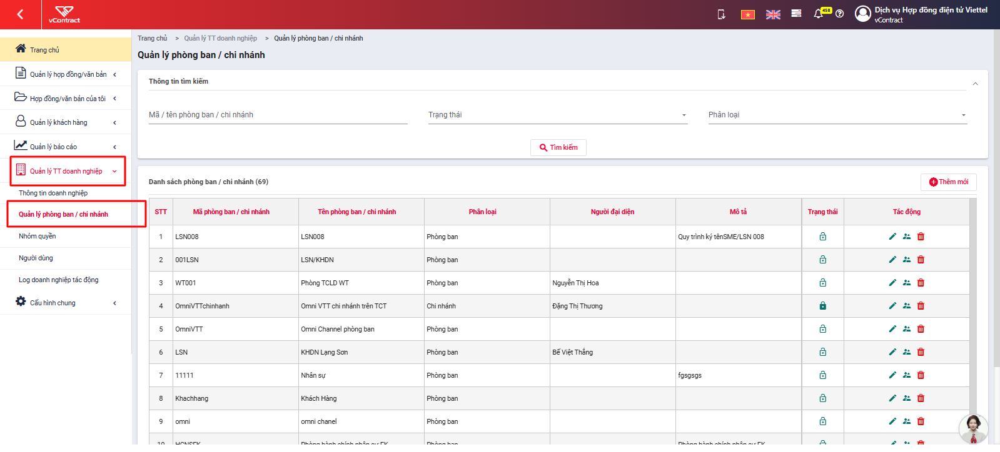 vContract
458
Dịch vụ Hợp đồng điện tử Viettel
vContract
Trang chủ
Quản lý hợp đồng/văn bản
Hợp đồng/văn bản của tôi
Quản lý khách hàng
Quản lý báo cáo
Quản lý TT doanh nghiệp
Thông tin doanh nghiệp
Quản lý phòng ban / chi nhánh
Nhóm quyền
Người dùng
Log doanh nghiệp tác động
Cấu hình chung
Trang chủ > Quản lý TT doanh nghiệp > Quản lý phòng ban / chi nhánh
Quản lý phòng ban / chi nhánh
Thông tin tìm kiếm
Mã / tên phòng ban / chi nhánh Trạng thái Phân loại
Tìm kiếm
Danh sách phòng ban / chi nhánh (69)
Thêm mới
STT Mã phòng ban / chi nhánh Tên phòng ban / chi nhánh Phân loại Người đại diện Mô tả Trạng thái Tác động
1 LSN008 LSN008 Phòng ban Quy trình ký tênSME/LSN 008
2 001LSN LSN/KHDN Phòng ban
3 WT001 Phòng TCLD WT Phòng ban Nguyễn Thị Hoa
4 OmniVTTchinhanh Omni VTT chi nhánh trên TCT Chi nhánh Đặng Thị Thương
5 OmniVTT Omni Channel phòng ban Phòng ban
6 LSN KHDN Lạng Sơn Phòng ban Bế Việt Thắng
7 11111 Nhân sự Phòng ban fgsgsgs
8 Khachhang Khách Hàng Phòng ban
9 omni omni chanel Phòng ban
10 HCNSFK Phòng hành chính nhân sự FK Phòng ban Phòng hành chính nhân sự FK